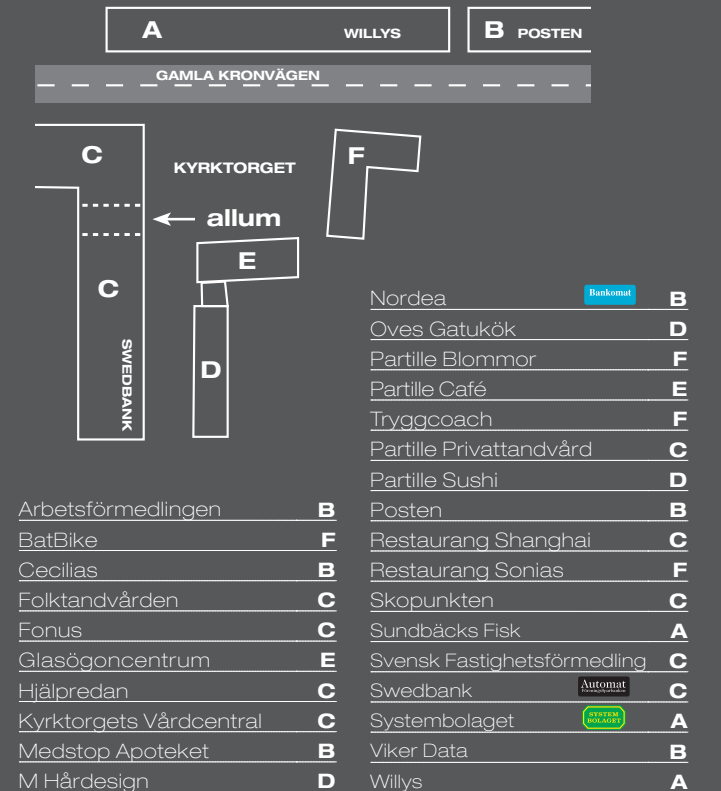 A WILLYS B POSTEN
GAMLA KRONVÄGEN
C
KYRKTORGET
F
allum
E
C
SWEDBANK
D
Nordea Bankomat B
Oves Gatukök D
Partille Blommor F
Partille Café E
Tryggcoach F
Partille Privattandvård C
Partille Sushi D
Posten B
Restaurang Shanghai C
Restaurang Sonias F
Skopunkten C
Sundbäcks Fisk A
Svensk Fastighetsförmedling C
Swedbank Automat C
Systembolaget SYSTEM BOLAGET A
Viker Data B
Willys A
Arbetsförmedlingen B
BatBike F
Cecilias B
Folktandvården C
Fonus C
Glasögoncentrum E
Hjälpredan C
Kyrktorgets Vårdcentral C
Medstop Apoteket B
M Hårdesign D